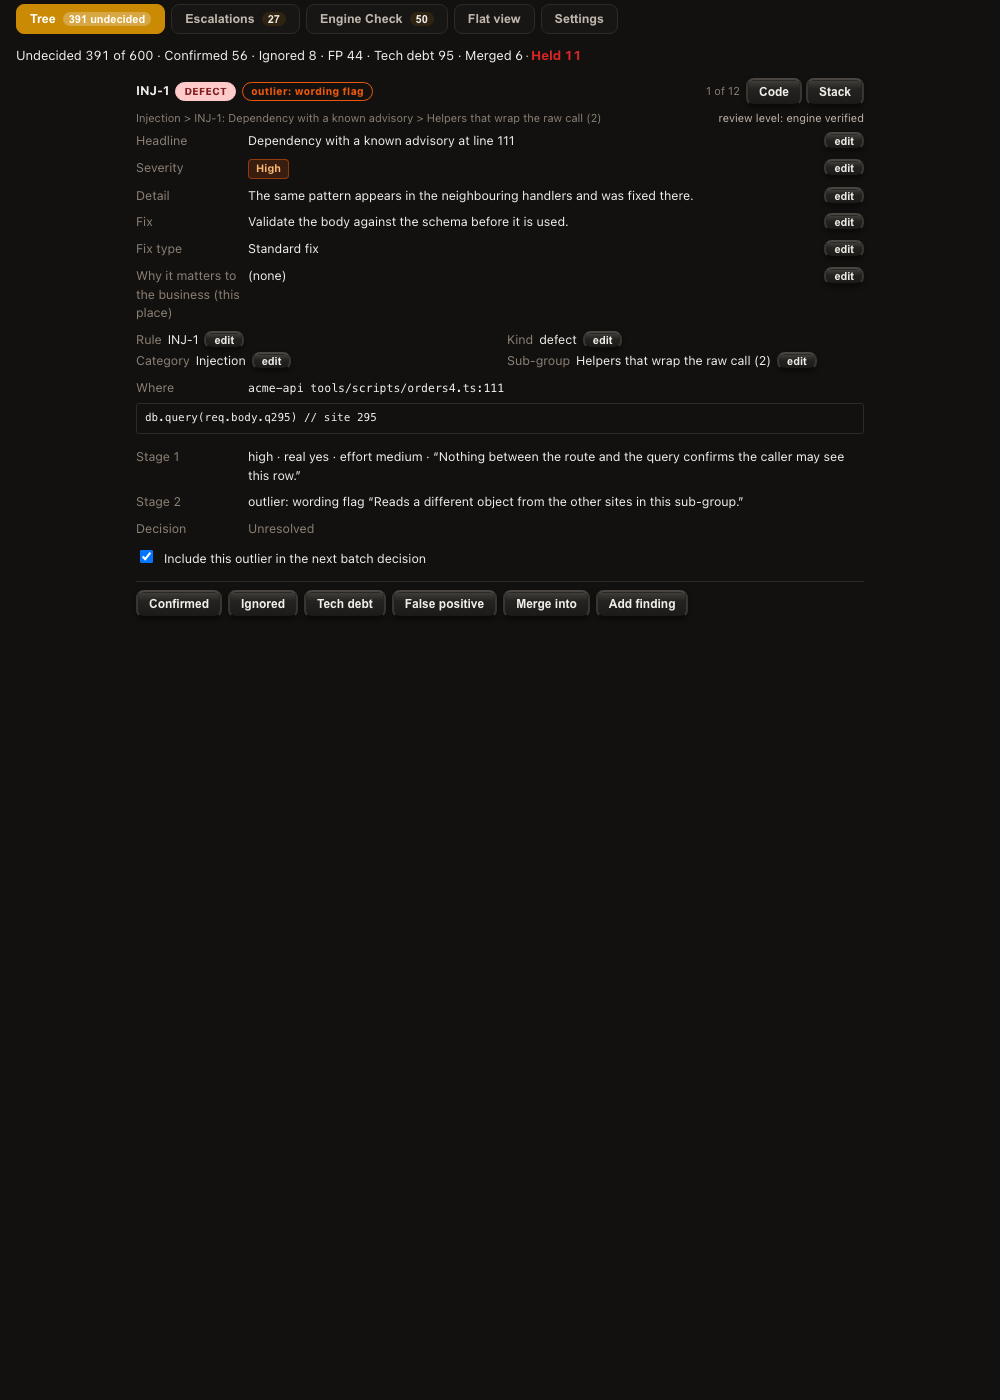 Tree 391 undecided Escalations 27 Engine Check 50 Flat view Settings
Undecided 391 of 600 · Confirmed 56 · Ignored 8 · FP 44 · Tech debt 95 · Merged 6 · Held 11
INJ-1 DEFECT outlier: wording flag 1 of 12 Code Stack
Injection > INJ-1: Dependency with a known advisory > Helpers that wrap the raw call (2) review level: engine verified
Headline Dependency with a known advisory at line 111 edit
Severity High edit
Detail The same pattern appears in the neighbouring handlers and was fixed there. edit
Fix Validate the body against the schema before it is used. edit
Fix type Standard fix edit
Why it matters to (none) edit
the business (this
place)
Rule INJ-1 edit Kind defect edit
Category Injection edit Sub-group Helpers that wrap the raw call (2) edit
Where acme-api tools/scripts/orders4.ts:111
db.query(req.body.q295) // site 295
Stage 1 high · real yes · effort medium · “Nothing between the route and the query confirms the caller may see
this row.”
Stage 2 outlier: wording flag “Reads a different object from the other sites in this sub-group.”
Decision Unresolved
Include this outlier in the next batch decision
Confirmed Ignored Tech debt False positive Merge into Add finding